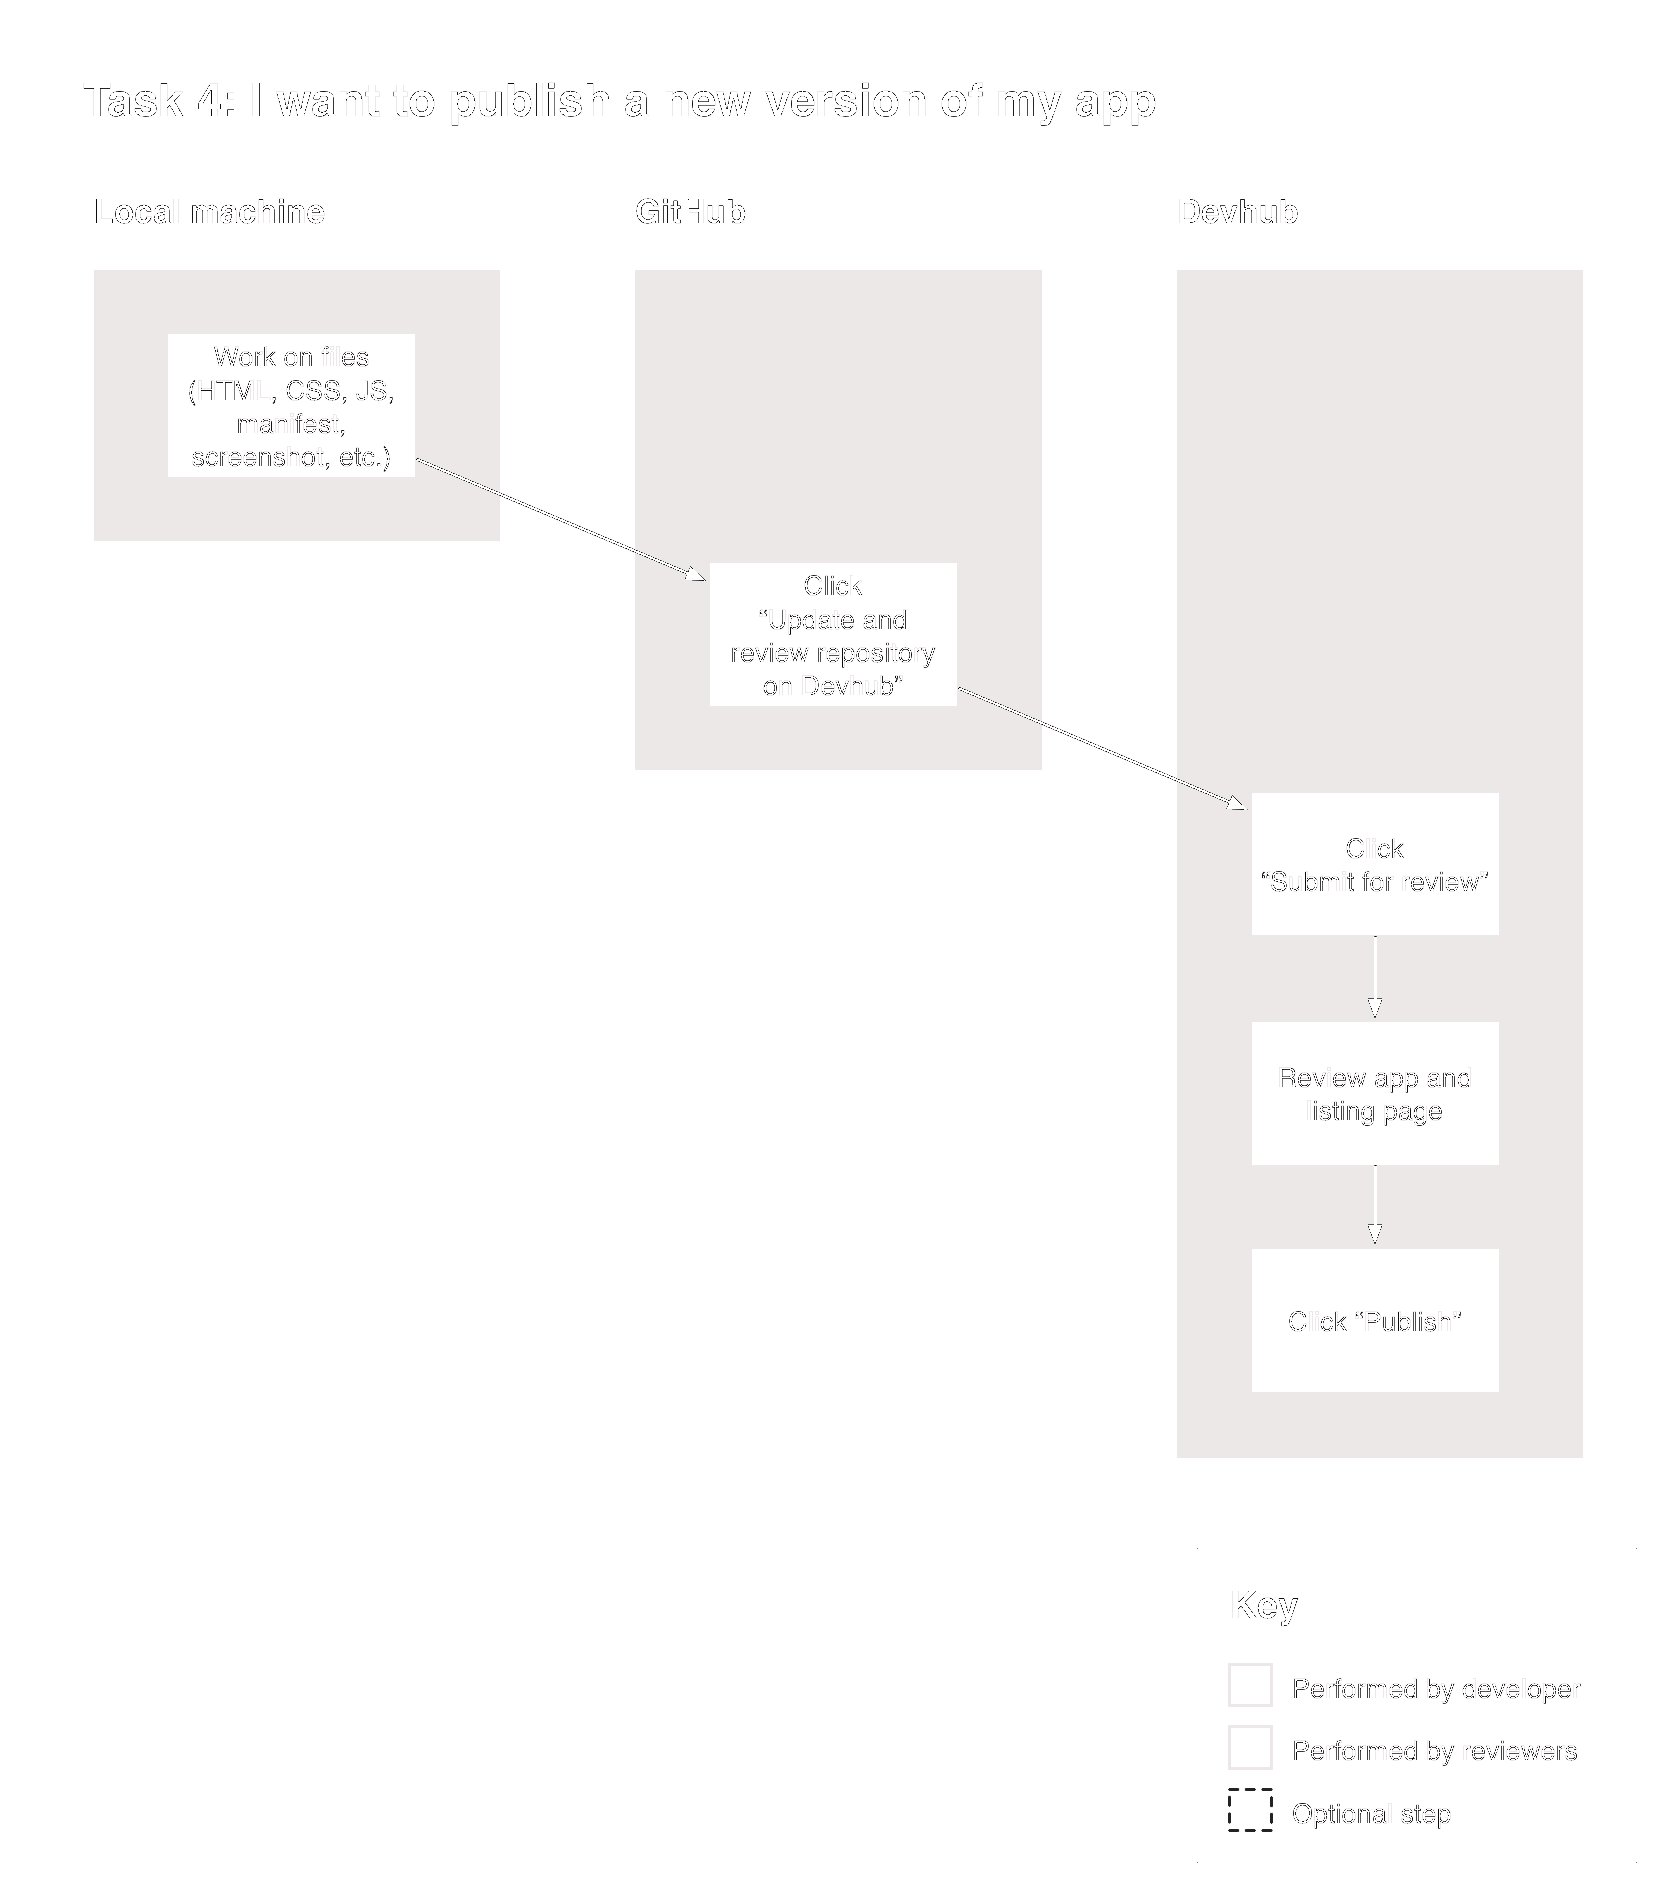 Task 4: I want to publish a new version of my app
Local machine
GitHub
Devhub
Work on files
(HTML, CSS, JS,
manifest,
screenshot, etc.)
Click
“Update and
review repository
on Devhub”
Click
“Submit for review”
Review app and
listing page
Click “Publish”
Key
Performed by developer
Performed by reviewers
Optional step